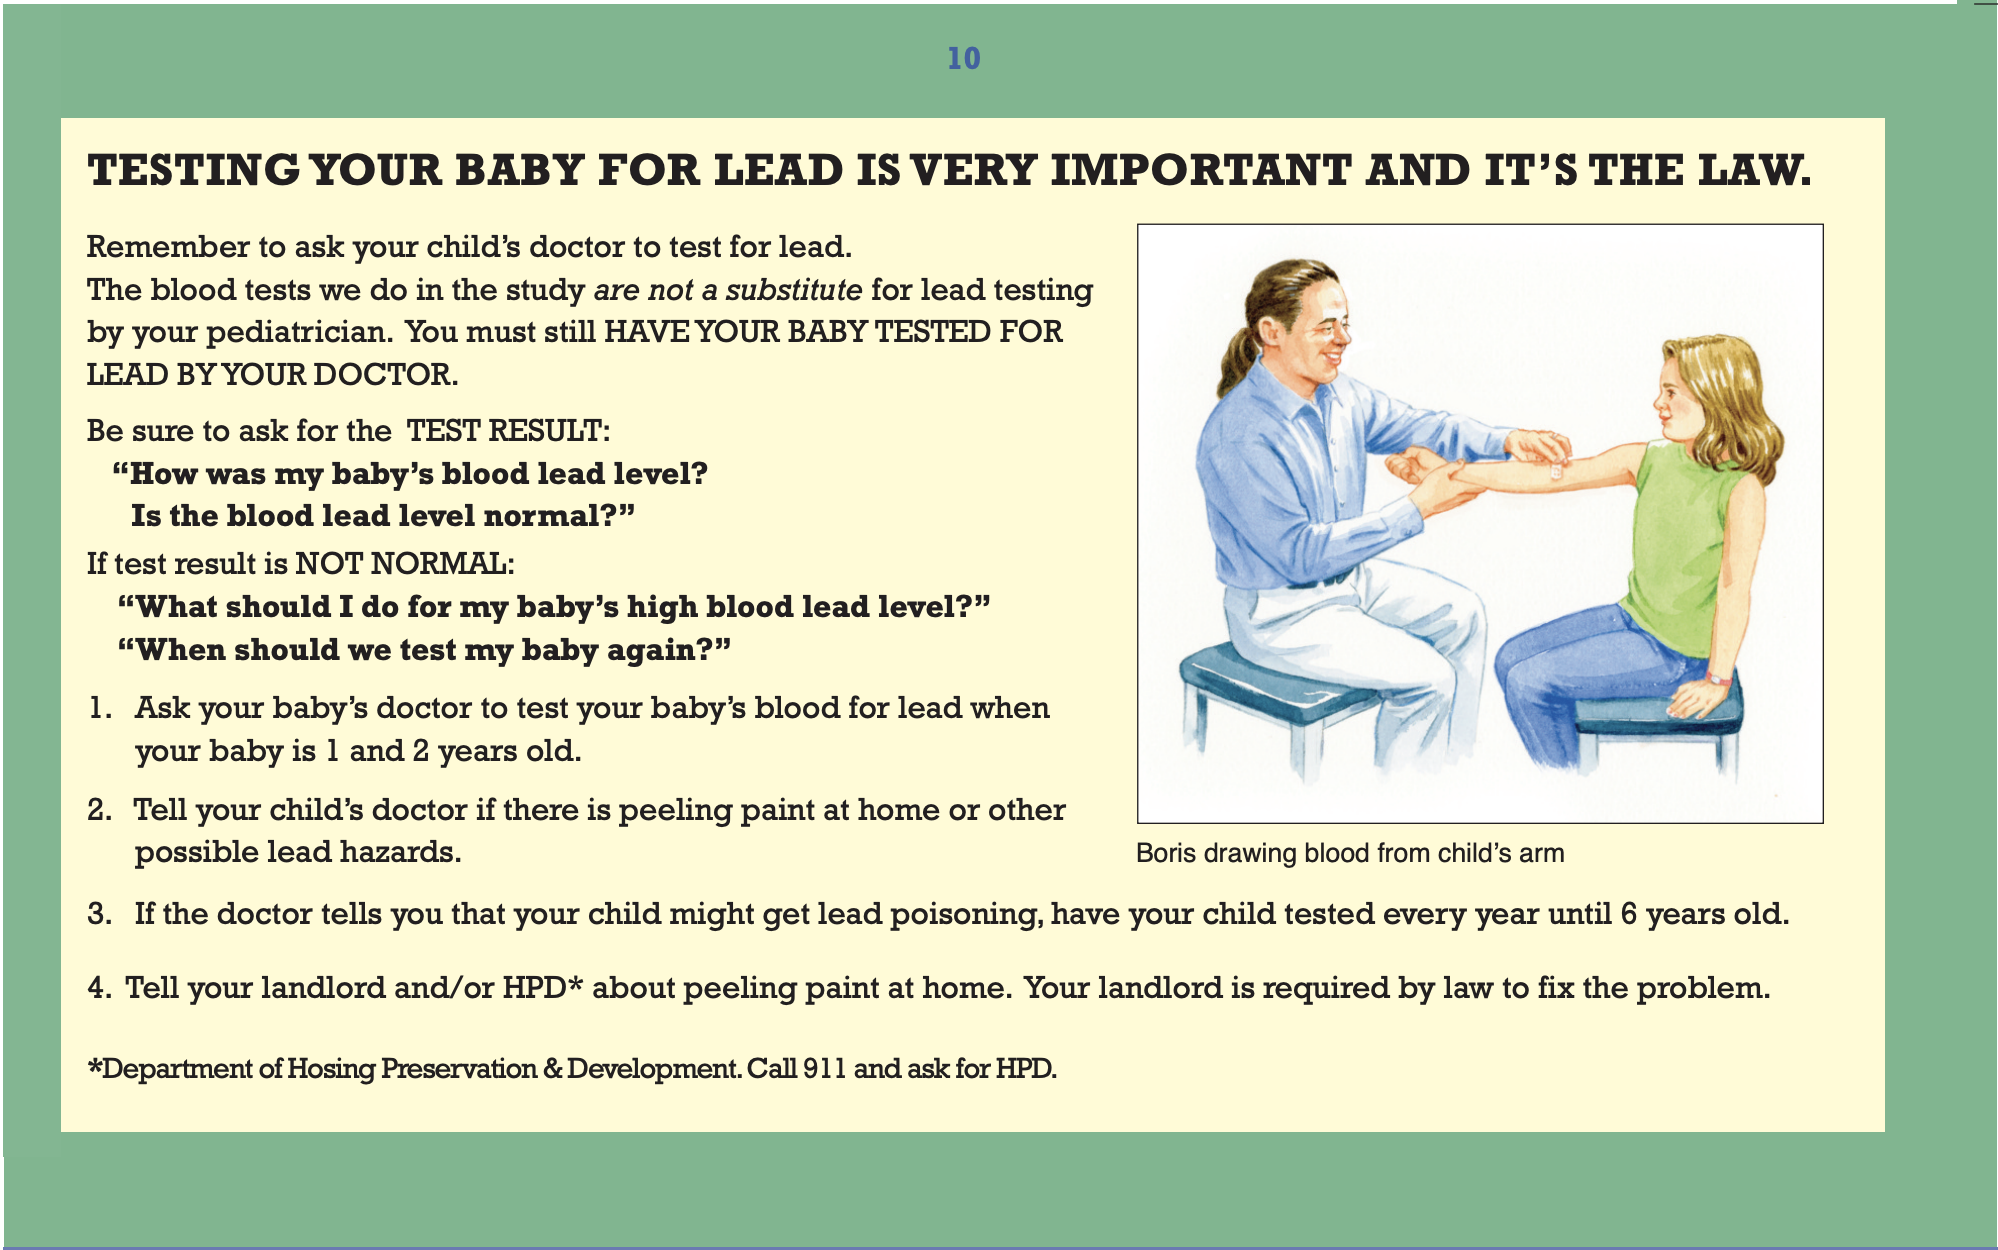 10
TESTING YOUR BABY FOR LEAD IS VERY IMPORTANT AND IT’S THE LAW.
Remember to ask your child’s doctor to test for lead.
The blood tests we do in the study are not a substitute for lead testing
by your pediatrician. You must still HAVE YOUR BABY TESTED FOR
LEAD BY YOUR DOCTOR.
Be sure to ask for the TEST RESULT:
“How was my baby’s blood lead level?
Is the blood lead level normal?”
If test result is NOT NORMAL:
“What should I do for my baby’s high blood lead level?”
“When should we test my baby again?”
1. Ask your baby’s doctor to test your baby’s blood for lead when
your baby is 1 and 2 years old.
2. Tell your child’s doctor if there is peeling paint at home or other
possible lead hazards.
Boris drawing blood from child’s arm
3. If the doctor tells you that your child might get lead poisoning, have your child tested every year until 6 years old.
4. Tell your landlord and/or HPD* about peeling paint at home. Your landlord is required by law to fix the problem.
*Department of Hosing Preservation & Development. Call 911 and ask for HPD.